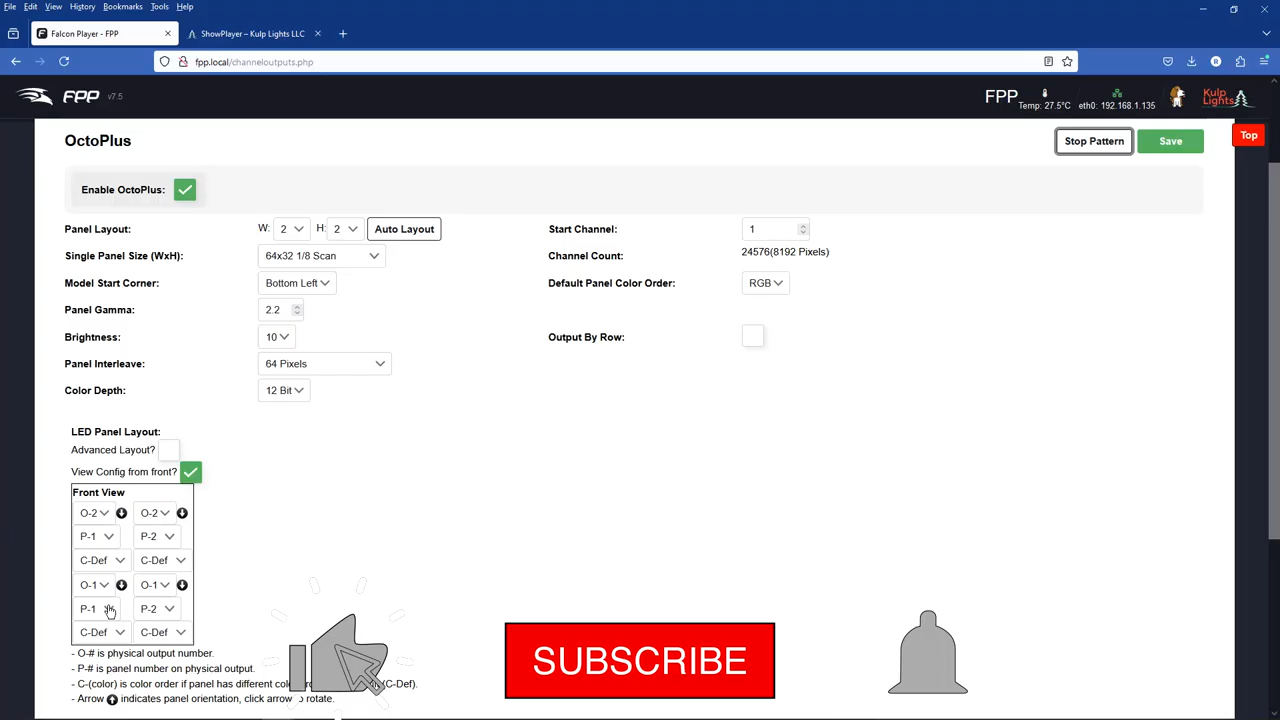 File Edit View History Bookmarks Tools Help
Falcon Player - FPP
ShowPlayer – Kulp Lights LLC
fpp.local/channeloutputs.php
FPP v7.5
FPP Temp: 27.5°C eth0: 192.168.1.135 Kulp Lights
OctoPlus
Stop Pattern Save Top
Enable OctoPlus:
Panel Layout: W: 2 H: 2 Auto Layout Start Channel: 1
Single Panel Size (WxH): 64x32 1/8 Scan Channel Count: 24576(8192 Pixels)
Model Start Corner: Bottom Left Default Panel Color Order: RGB
Panel Gamma: 2.2
Brightness: 10 Output By Row:
Panel Interleave: 64 Pixels
Color Depth: 12 Bit
LED Panel Layout:
Advanced Layout?
View Config from front?
Front View
O-2 O-2
P-1 P-2
C-Def C-Def
O-1 O-1
P-1 P-2
C-Def C-Def
- O-# is physical output number.
- P-# is panel number on physical output.
- C-(color) is color order if panel has different (C-Def).
- Arrow indicates panel orientation, click arrow to rotate.
SUBSCRIBE